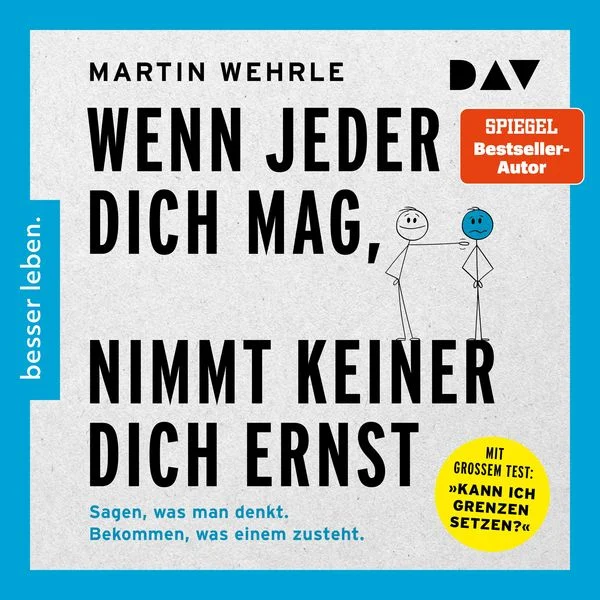 MARTIN WEHRLE
DAV
WENN JEDER
DICH MAG,
SPIEGEL
Bestseller-
Autor
besser leben.
NIMMT KEINER
DICH ERNST
Sagen, was man denkt.
Bekommen, was einem zusteht.
MIT
GROSSEM TEST:
»KANN ICH
GRENZEN
SETZEN?«